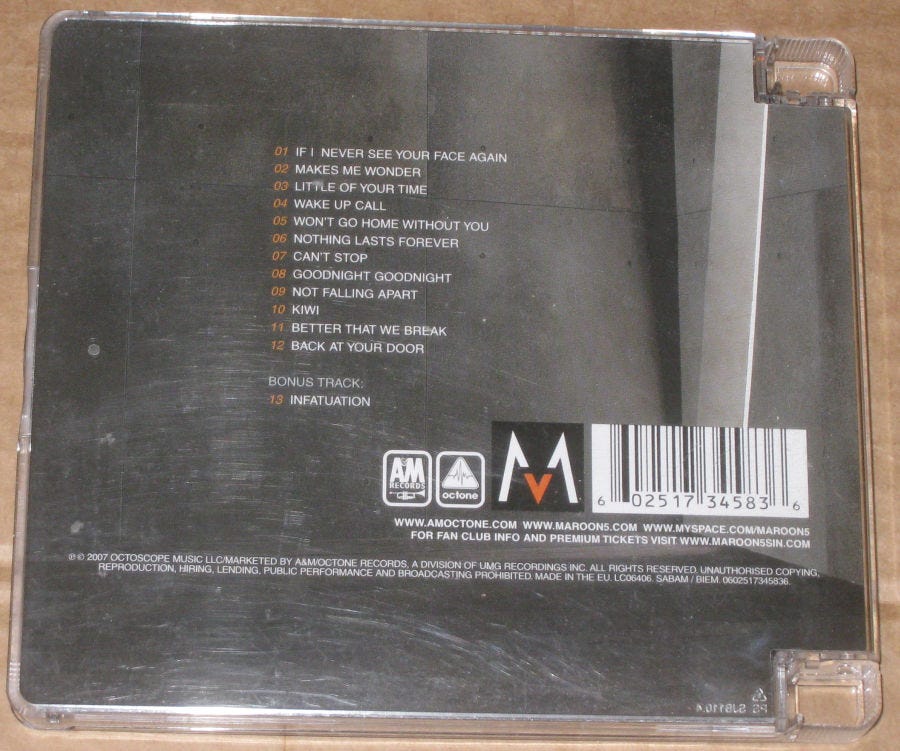 01 IF I NEVER SEE YOUR FACE AGAIN
02 MAKES ME WONDER
03 LITTLE OF YOUR TIME
04 WAKE UP CALL
05 WON'T GO HOME WITHOUT YOU
06 NOTHING LASTS FOREVER
07 CAN'T STOP
08 GOODNIGHT GOODNIGHT
09 NOT FALLING APART
10 KIWI
11 BETTER THAT WE BREAK
12 BACK AT YOUR DOOR
BONUS TRACK:
13 INFATUATION
A&M RECORDS
octone
MV
6 02517 34583 6
WWW.AMOCTONE.COM WWW.MAROON5.COM WWW.MYSPACE.COM/MAROON5
FOR FAN CLUB INFO AND PREMIUM TICKETS VISIT WWW.MAROON5SIN.COM
℗ © 2007 OCTOSCOPE MUSIC LLC/MARKETED BY A&M/OCTONE RECORDS, A DIVISION OF UMG RECORDINGS INC. ALL RIGHTS RESERVED. UNAUTHORISED COPYING,
REPRODUCTION, HIRING, LENDING, PUBLIC PERFORMANCE AND BROADCASTING PROHIBITED. MADE IN THE EU. LC06406. SABAM / BIEM. 0602517345836.
PS